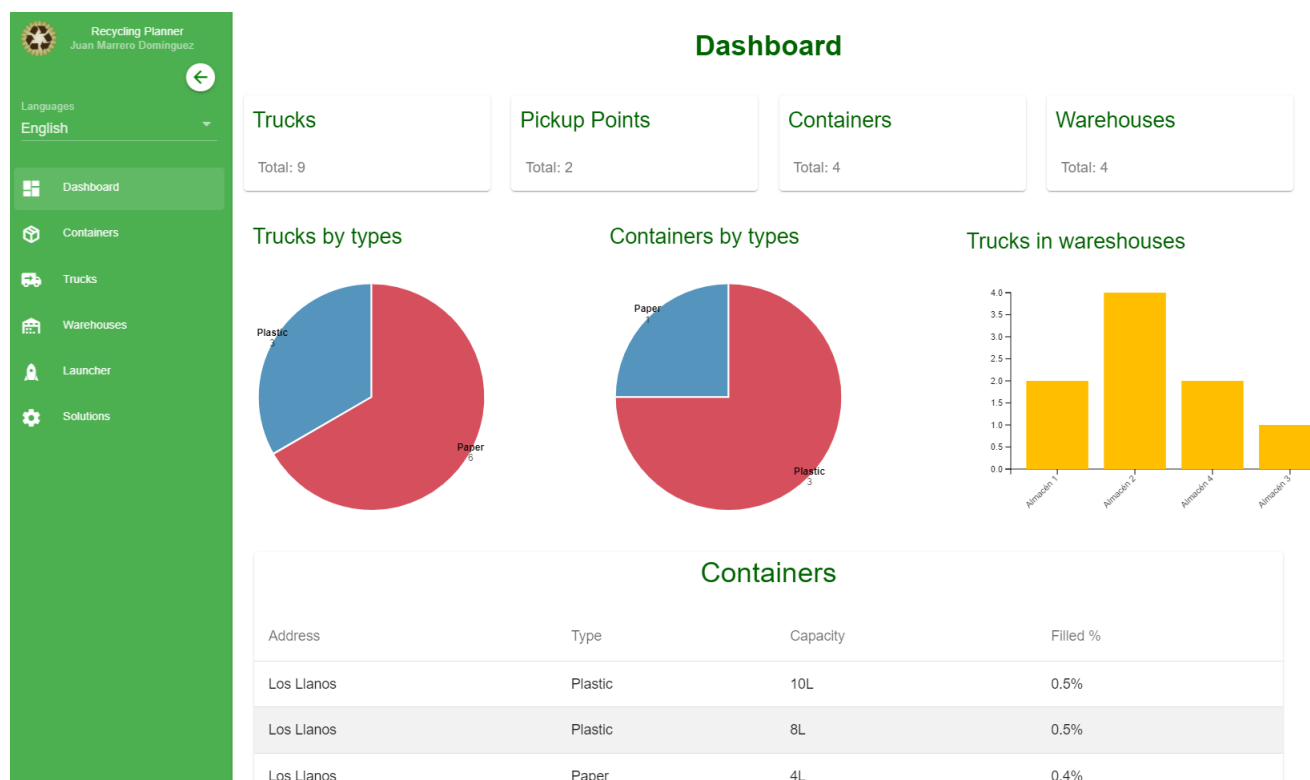 Recycling Planner
Juan Marrero Domínguez
Languages
English
Dashboard
Containers
Trucks
Warehouses
Launcher
Solutions
Dashboard
Trucks
Total: 9
Pickup Points
Total: 2
Containers
Total: 4
Warehouses
Total: 4
Trucks by types
Plastic
3
Paper
6
Containers by types
Paper
1
Plastic
3
Trucks in wareshouses
4.0
3.5
3.0
2.5
2.0
1.5
1.0
0.5
0.0
Almacén 1
Almacén 2
Almacén 4
Almacén 3
Containers
Address Type Capacity Filled %
Los Llanos Plastic 10L 0.5%
Los Llanos Plastic 8L 0.5%
Los Llanos Paper 4L 0.4%